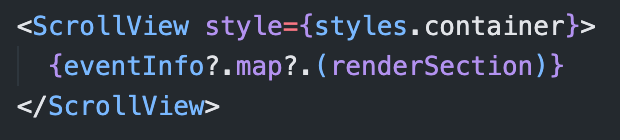 <ScrollView style={styles.container}>
{eventInfo?.map?.(renderSection)}
</ScrollView>